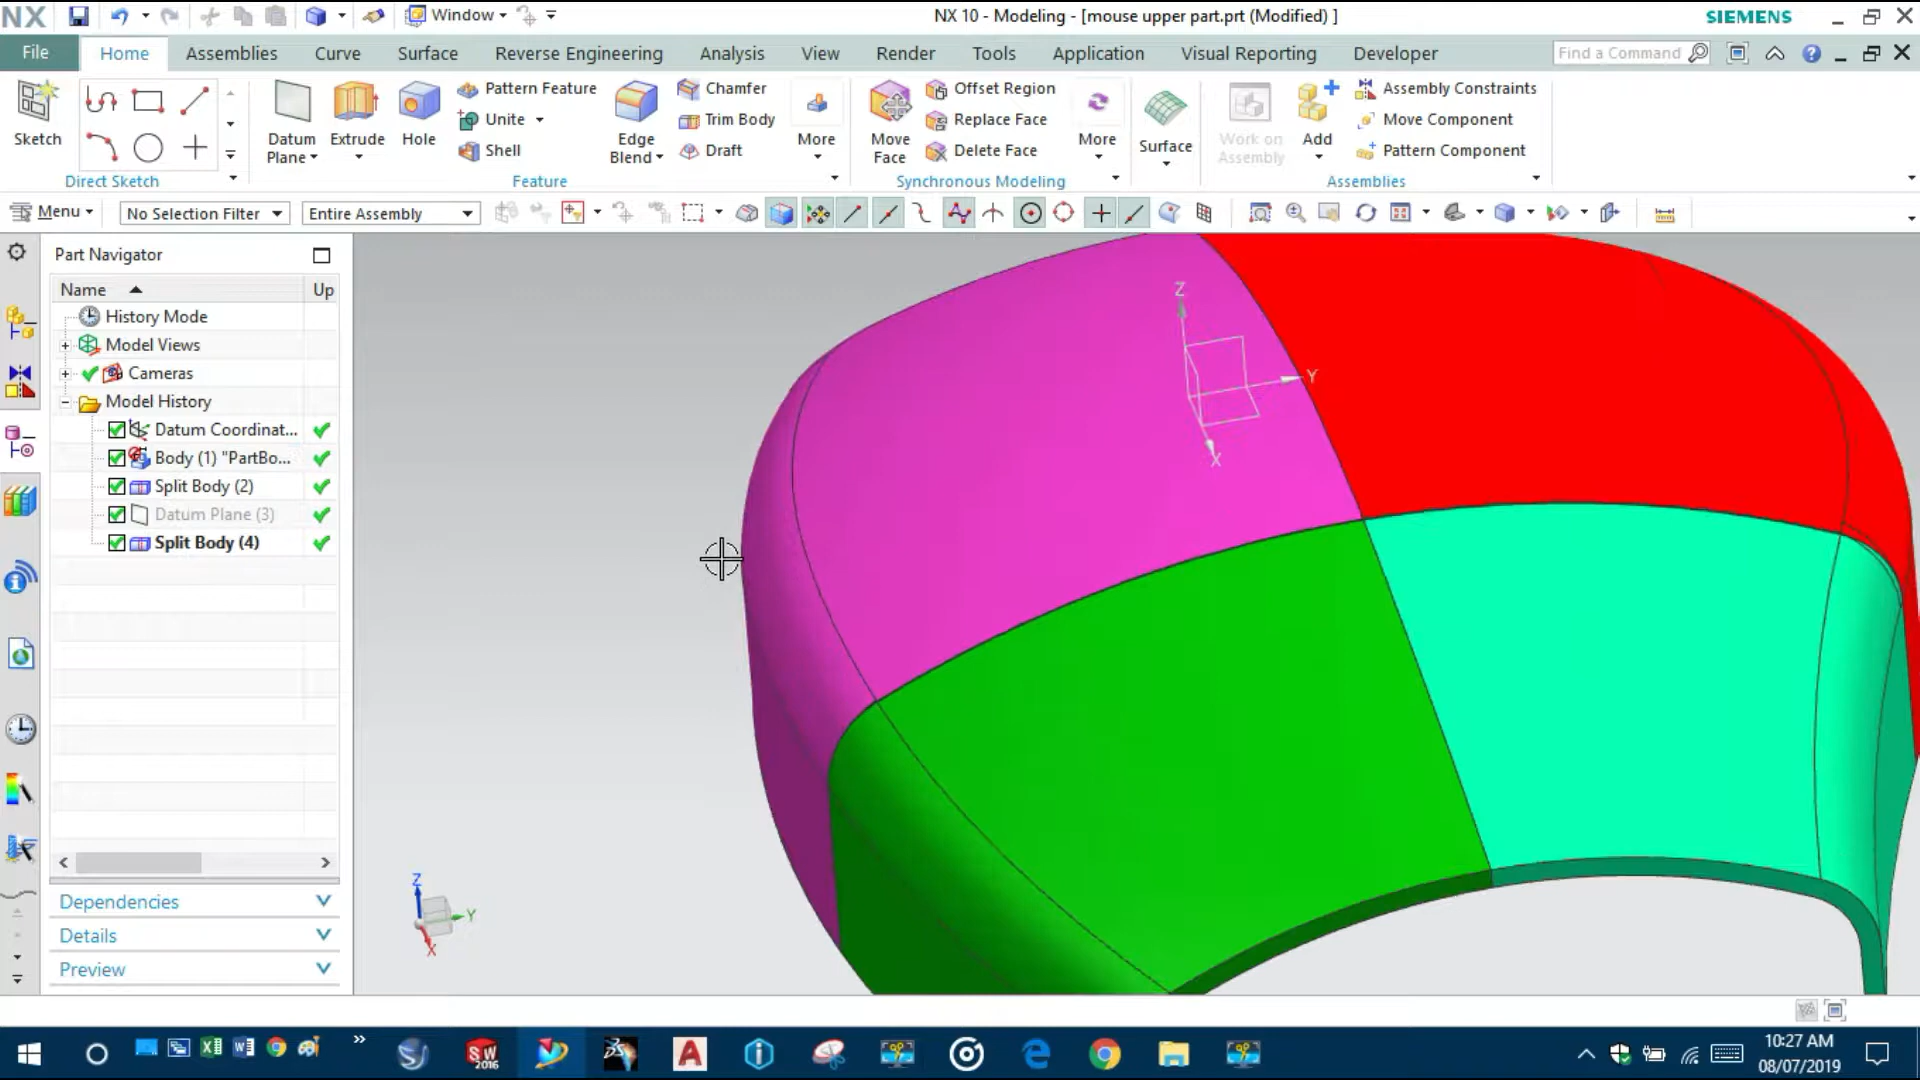 NX
Window
NX 10 - Modeling - [mouse upper part.prt (Modified) ]
SIEMENS
File
Home
Assemblies
Curve
Surface
Reverse Engineering
Analysis
View
Render
Tools
Application
Visual Reporting
Developer
Find a Command
Sketch
Direct Sketch
Datum
Plane
Extrude
Hole
Pattern Feature
Unite
Shell
Edge
Blend
Chamfer
Trim Body
Draft
More
Feature
Move
Face
Offset Region
Replace Face
Delete Face
More
Synchronous Modeling
Surface
Work on
Assembly
Add
Assembly Constraints
Move Component
Pattern Component
Assemblies
Menu
No Selection Filter
Entire Assembly
Part Navigator
Name
Up
History Mode
Model Views
Cameras
Model History
Datum Coordinat...
Body (1) "PartBo...
Split Body (2)
Datum Plane (3)
Split Body (4)
Dependencies
Details
Preview
Z
Y
X
Z
Y
X
SW
2016
A
10:27 AM
08/07/2019